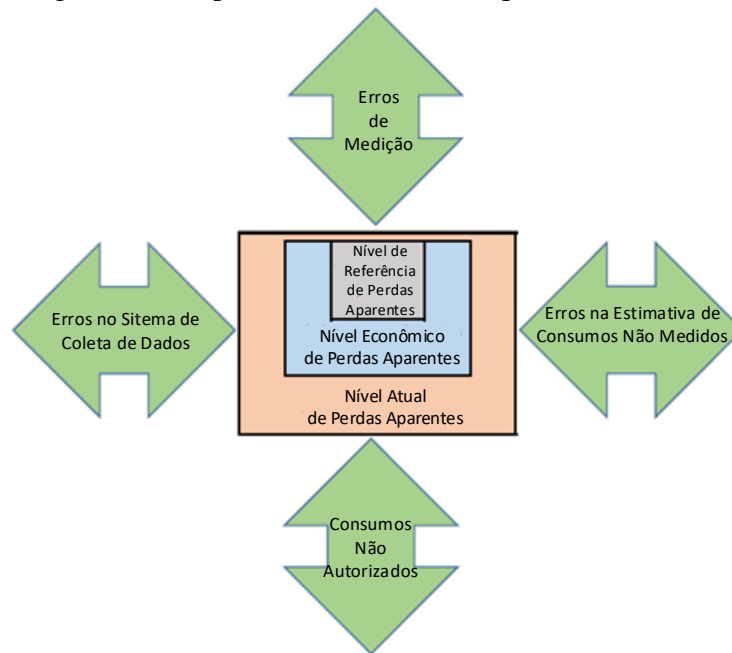 Erros
de
Medição
Nível de
Referência
de Perdas
Aparentes
Erros no Sitema de
Coleta de Dados
Erros na Estimativa de
Consumos Não Medidos
Nível Econômico
de Perdas Aparentes
Nível Atual
de Perdas Aparentes
Consumos
Não
Autorizados